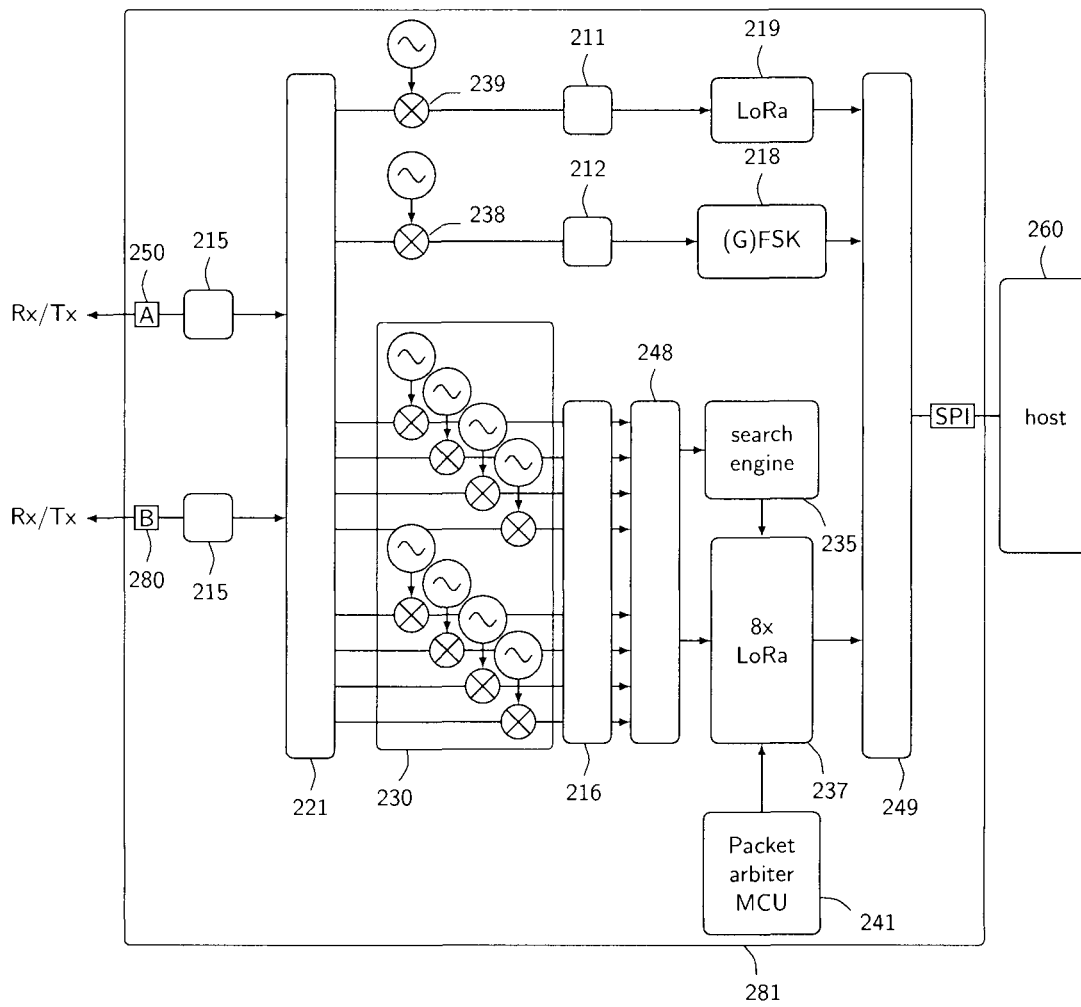 219
211
239
LoRa
218
212
238
(G)FSK
260
250
215
Rx/Tx
A
248
search
engine
SPI
host
Rx/Tx
B
235
280
215
8x
LoRa
230
216
237
221
249
Packet
arbiter
MCU
241
281